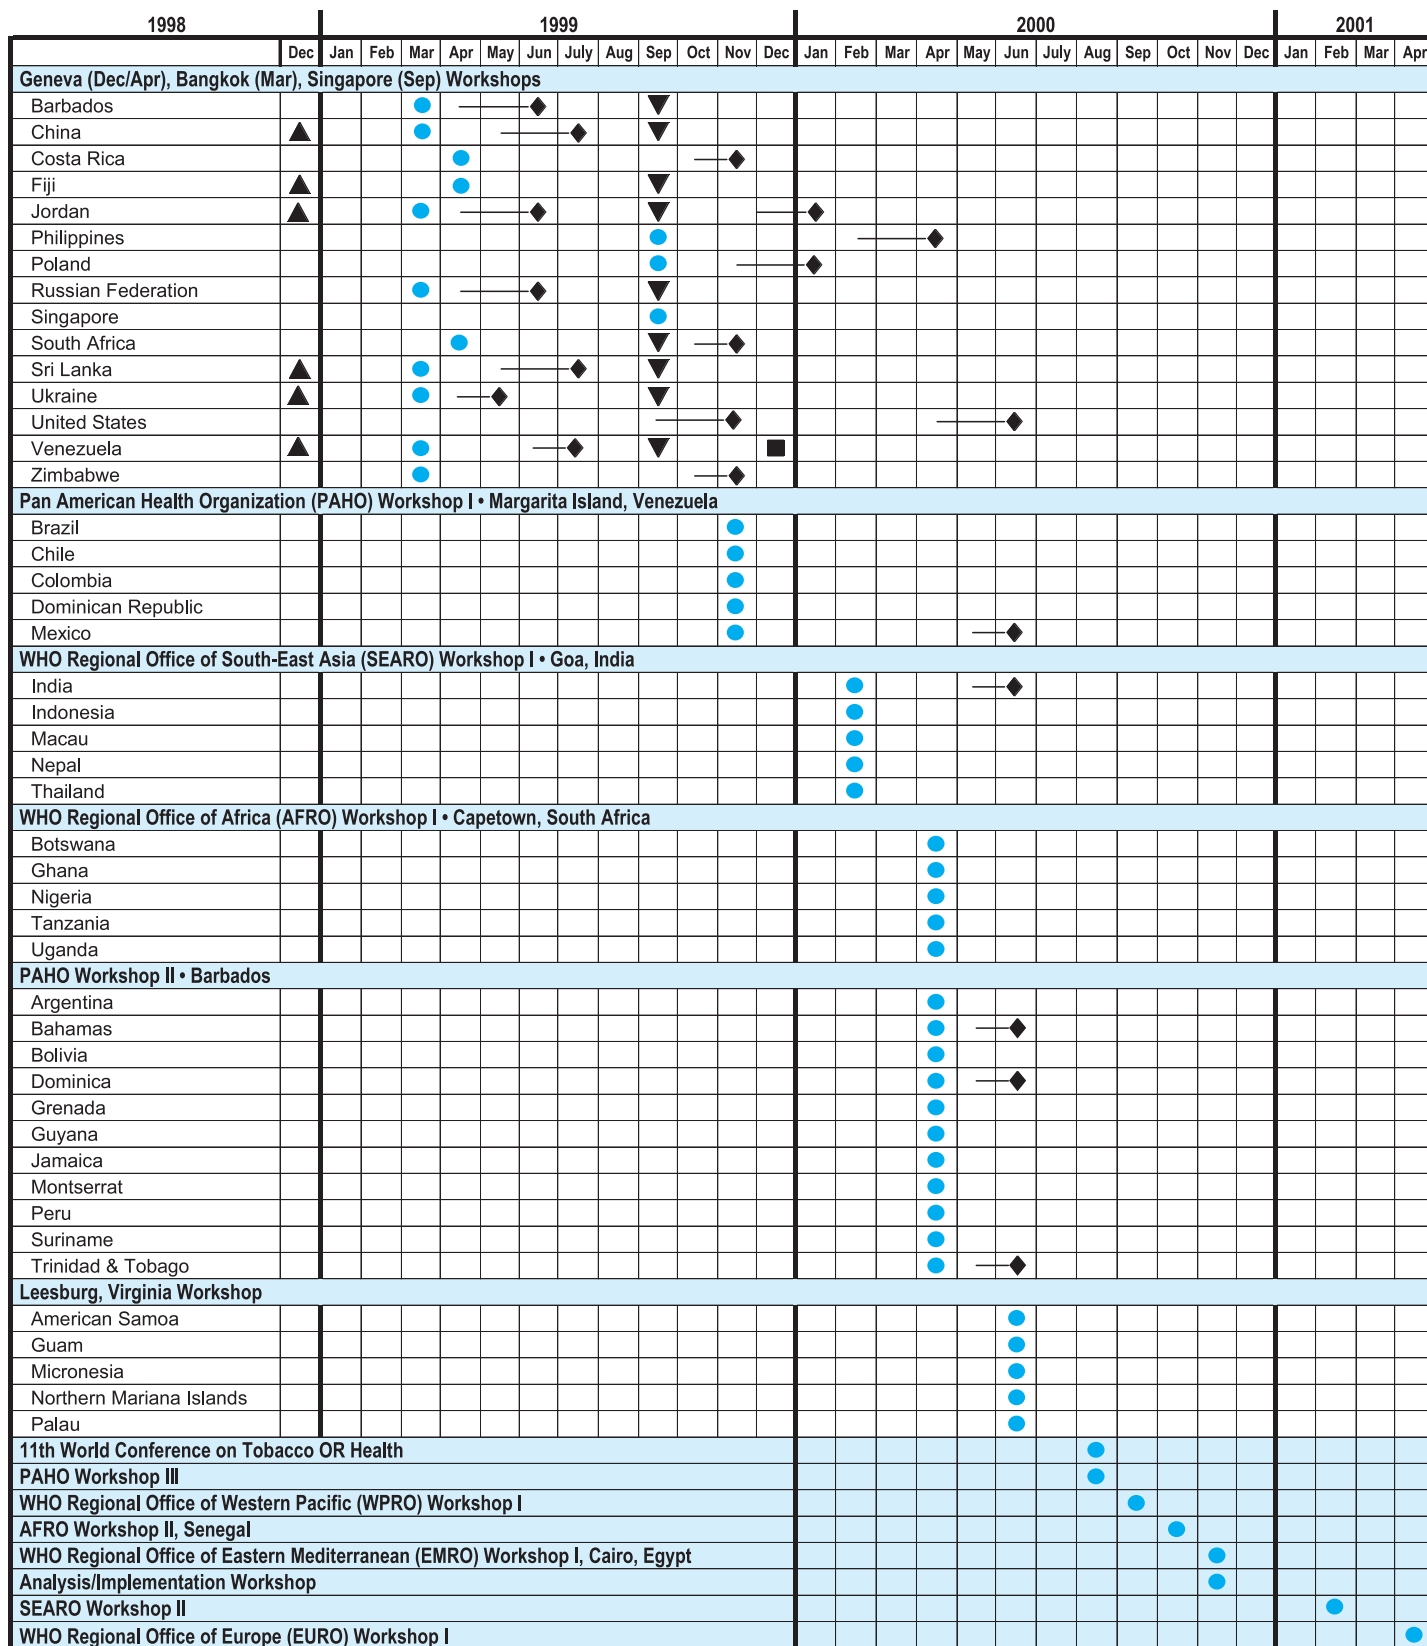 1998 1999 2000 2001
Dec Jan Feb Mar Apr May Jun July Aug Sep Oct Nov Dec Jan Feb Mar Apr May Jun July Aug Sep Oct Nov Dec Jan Feb Mar Apr
Geneva (Dec/Apr), Bangkok (Mar), Singapore (Sep) Workshops
Barbados
China
Costa Rica
Fiji
Jordan
Philippines
Poland
Russian Federation
Singapore
South Africa
Sri Lanka
Ukraine
United States
Venezuela
Zimbabwe
Pan American Health Organization (PAHO) Workshop I • Margarita Island, Venezuela
Brazil
Chile
Colombia
Dominican Republic
Mexico
WHO Regional Office of South-East Asia (SEARO) Workshop I • Goa, India
India
Indonesia
Macau
Nepal
Thailand
WHO Regional Office of Africa (AFRO) Workshop I • Capetown, South Africa
Botswana
Ghana
Nigeria
Tanzania
Uganda
PAHO Workshop II • Barbados
Argentina
Bahamas
Bolivia
Dominica
Grenada
Guyana
Jamaica
Montserrat
Peru
Suriname
Trinidad & Tobago
Leesburg, Virginia Workshop
American Samoa
Guam
Micronesia
Northern Mariana Islands
Palau
11th World Conference on Tobacco OR Health
PAHO Workshop III
WHO Regional Office of Western Pacific (WPRO) Workshop I
AFRO Workshop II, Senegal
WHO Regional Office of Eastern Mediterranean (EMRO) Workshop I, Cairo, Egypt
Analysis/Implementation Workshop
SEARO Workshop II
WHO Regional Office of Europe (EURO) Workshop I